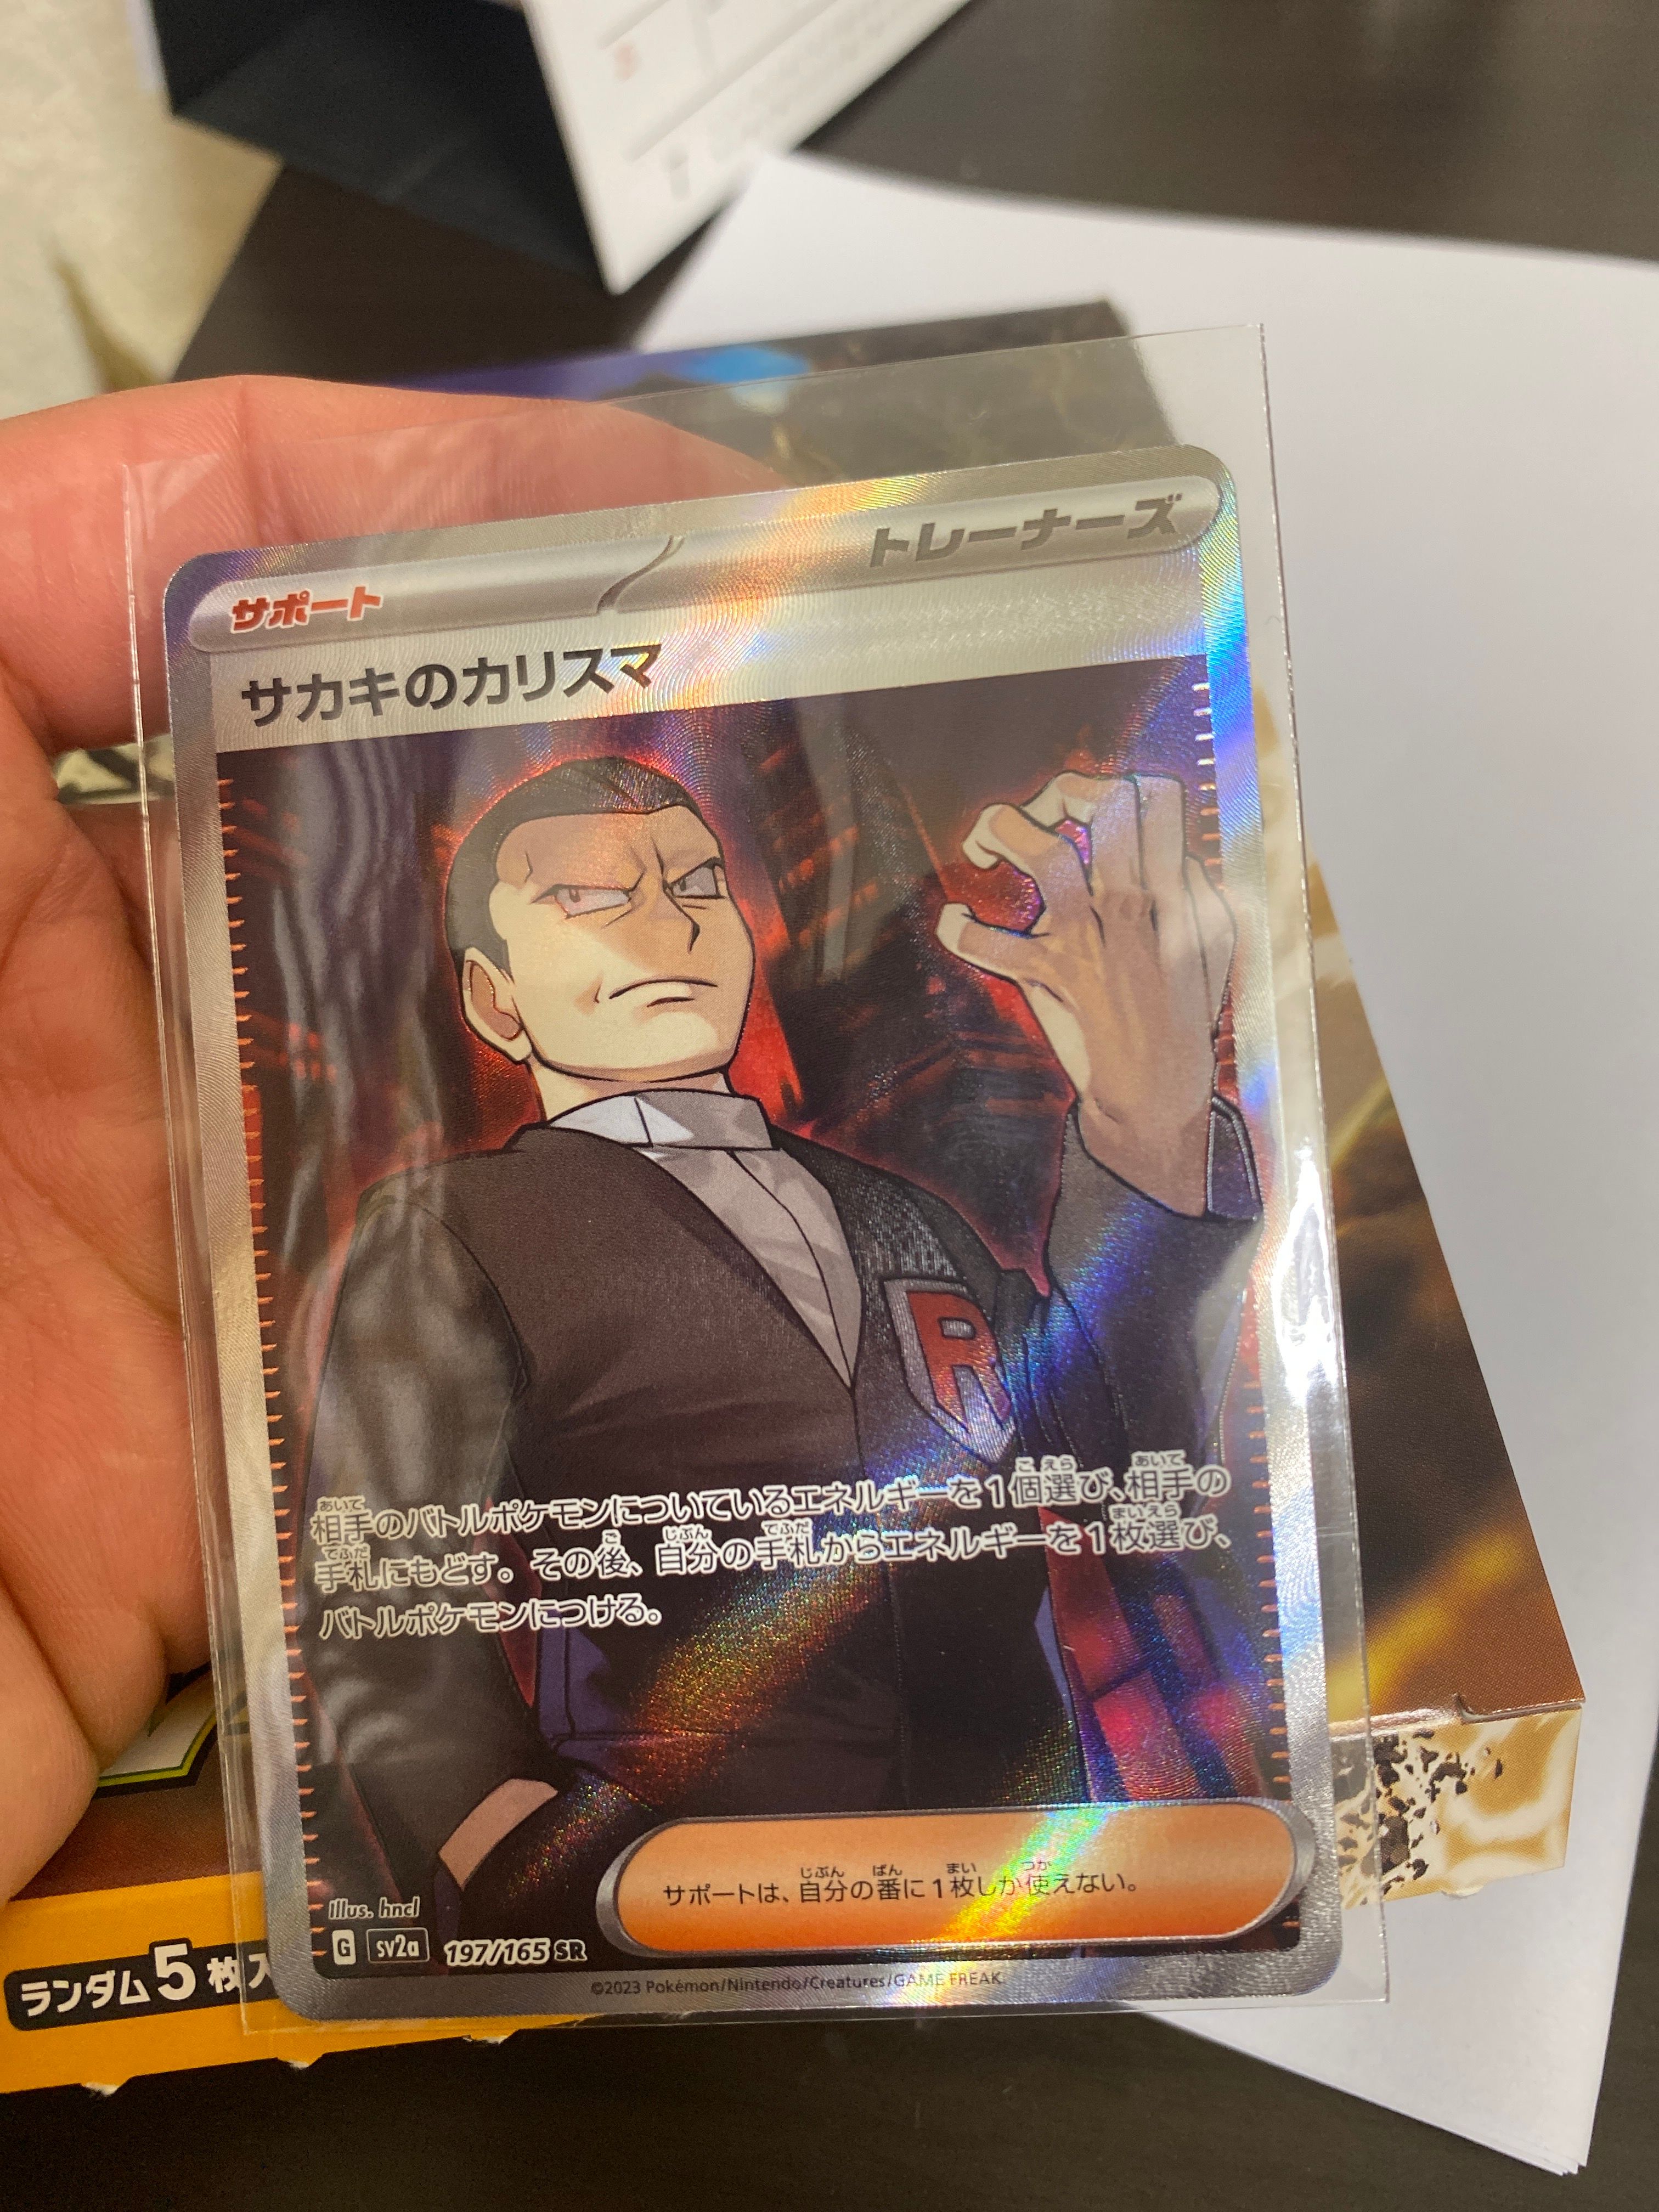 サポート
トレーナーズ
サカキのカリスマ
R
相手のバトルポケモンについているエネルギーを1個選び、相手の
手札にもどす。その後、自分の手札からエネルギーを1枚選び、
バトルポケモンにつける。
サポートは、自分の番に1枚しか使えない。
Illus. hncl
G sv2a 197/165 SR
©2023 Pokémon/Nintendo/Creatures/GAME FREAK.
ランダム5枚入